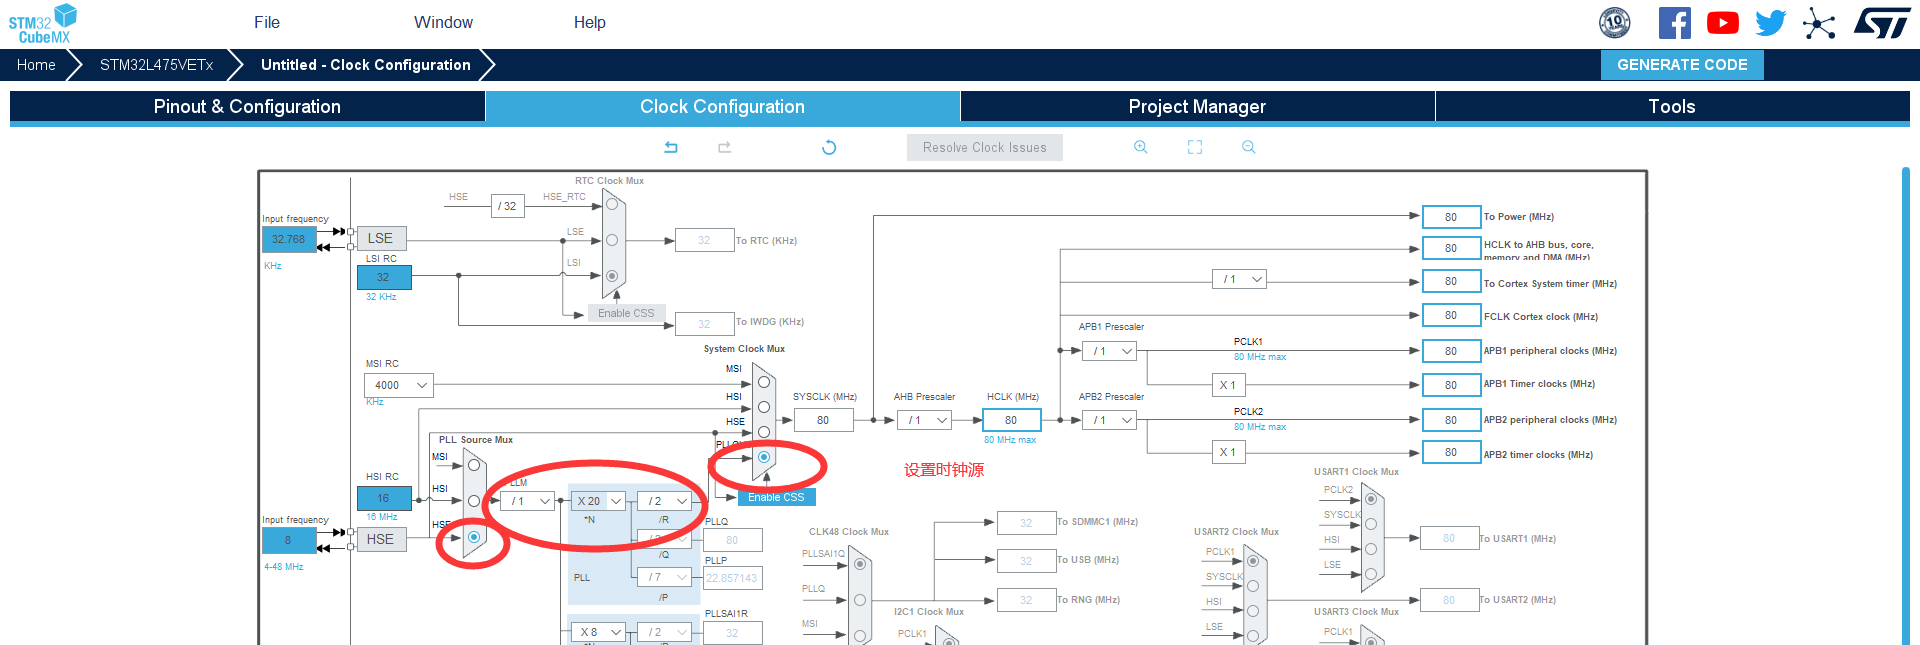 STM32
CubeMX
File
Window
Help
10
ST
Home
STM32L475VETx
Untitled - Clock Configuration
GENERATE CODE
Pinout & Configuration
Clock Configuration
Project Manager
Tools
Resolve Clock Issues
RTC Clock Mux
HSE
/ 32
HSE_RTC
Input frequency
32.768
KHz
LSE
LSE
32
To RTC (KHz)
LSI RC
32
32 KHz
LSI
Enable CSS
32
To IWDG (KHz)
80
To Power (MHz)
80
HCLK to AHB bus, core,
memory and DMA (MHz)
/ 1
80
To Cortex System timer (MHz)
80
FCLK Cortex clock (MHz)
System Clock Mux
MSI RC
4000
KHz
MSI
HSI
HSE
SYSCLK (MHz)
80
AHB Prescaler
/ 1
HCLK (MHz)
80
80 MHz max
APB1 Prescaler
/ 1
PCLK1
80 MHz max
80
APB1 peripheral clocks (MHz)
X 1
80
APB1 Timer clocks (MHz)
APB2 Prescaler
/ 1
PCLK2
80 MHz max
80
APB2 peripheral clocks (MHz)
X 1
80
APB2 timer clocks (MHz)
设置时钟源
Enable CSS
PLL Source Mux
MSI
HSI RC
16
16 MHz
HSI
Input frequency
8
4-48 MHz
HSE
/ 1
X 20
*N
/ 2
/R
PLLQ
80
/Q
PLLP
PLL
/ 7
22.857143
/P
PLLSAI1R
X 8
/ 2
32
CLK48 Clock Mux
PLLSAI1Q
PLLQ
MSI
32
To SDMMC1 (MHz)
32
To USB (MHz)
32
To RNG (MHz)
I2C1 Clock Mux
PCLK1
USART1 Clock Mux
PCLK2
SYSCLK
HSI
LSE
80
To USART1 (MHz)
USART2 Clock Mux
PCLK1
SYSCLK
HSI
LSE
80
To USART2 (MHz)
USART3 Clock Mux
PCLK1